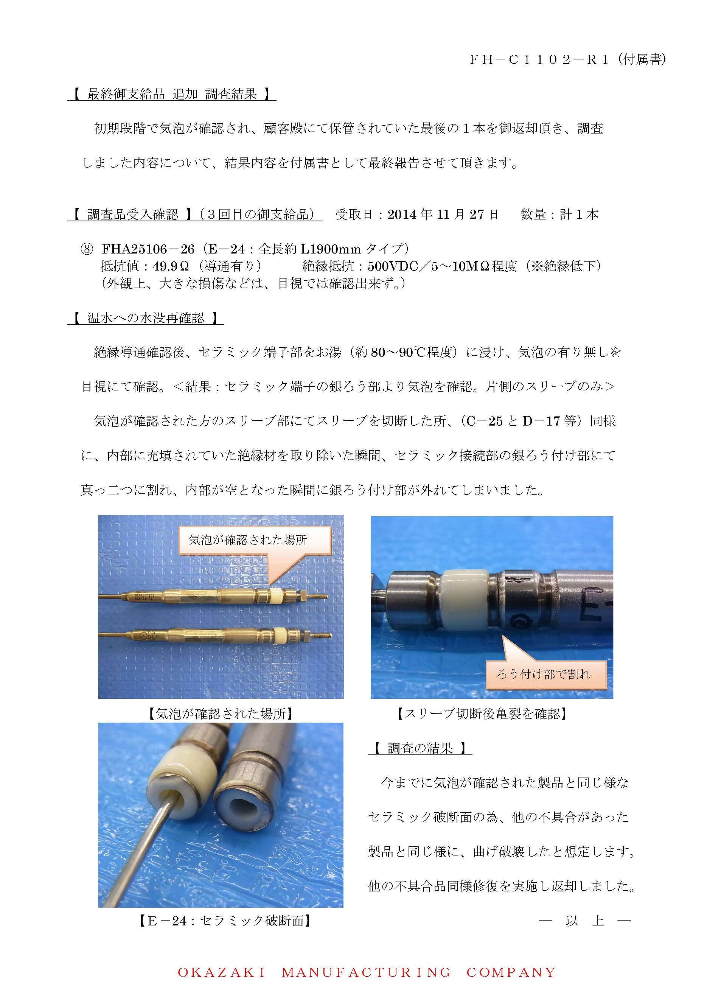 ＦＨ－Ｃ１１０２－Ｒ１ (付属書)
【 最終御支給品 追加 調査結果 】
初期段階で気泡が確認され、顧客殿にて保管されていた最後の１本を御返却頂き、調査
しました内容について、結果内容を付属書として最終報告させて頂きます。
【 調査品受入確認 】（３回目の御支給品） 受取日：2014 年 11 月 27 日 数量：計 1 本
⑧ FHA25106－26（E－24：全長約 L1900mm タイプ）
抵抗値：49.9Ω（導通有り） 絶縁抵抗：500VDC／5～10MΩ程度（※絶縁低下）
（外観上、大きな損傷などは、目視では確認出来ず。）
【 温水への水没再確認 】
絶縁導通確認後、セラミック端子部をお湯（約 80～90℃程度）に浸け、気泡の有り無しを
目視にて確認。＜結果：セラミック端子の銀ろう部より気泡を確認。片側のスリーブのみ＞
気泡が確認された方のスリーブ部にてスリーブを切断した所、（C－25 と D－17 等）同様
に、内部に充填されていた絶縁材を取り除いた瞬間、セラミック接続部の銀ろう付け部にて
真っ二つに割れ、内部が空となった瞬間に銀ろう付け部が外れてしまいました。
気泡が確認された場所
ろう付け部で割れ
【気泡が確認された場所】
【スリーブ切断後亀裂を確認】
【 調査の結果 】
今までに気泡が確認された製品と同じ様な
セラミック破断面の為、他の不具合があった
製品と同じ様に、曲げ破壊したと想定します。
他の不具合品同様修復を実施し返却しました。
【Ｅ－24：セラミック破断面】
― 以 上 ―
ＯＫＡＺＡＫＩ ＭＡＮＵＦＡＣＴＵＲＩＮＧ ＣＯＭＰＡＮＹ